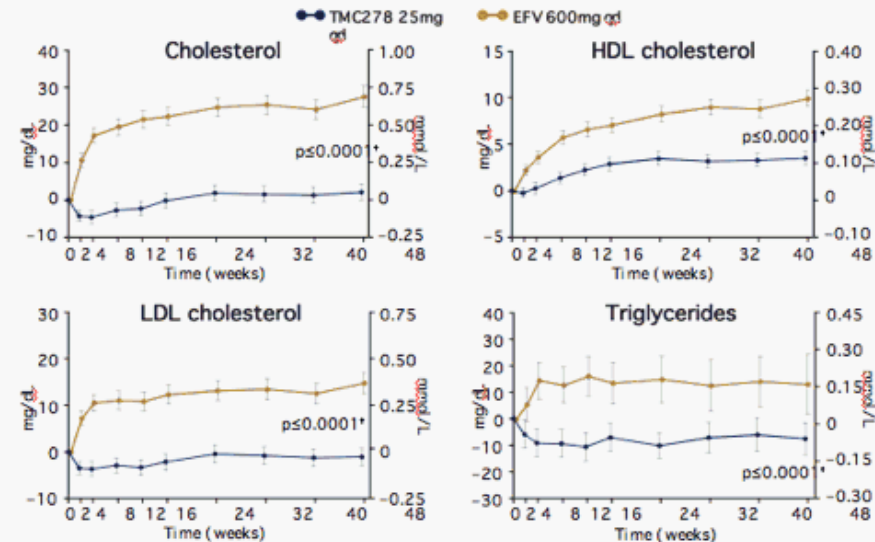 TMC278 25mg qd
EFV 600mg qd
Cholesterol
40
30
20
10
0
−10
mg/dL
1.00
0.75
0.50
0.25
0
−0.25
mmol/L
p≤0.0001†
0 2 4 8 12 16 24 32 40 48
Time (weeks)
HDL cholesterol
15
10
5
0
−5
mg/dL
0.40
0.30
0.20
0.10
0
−0.10
mmol/L
p≤0.0001†
0 2 4 8 12 16 24 32 40 48
Time (weeks)
LDL cholesterol
30
20
10
0
−10
mg/dL
0.75
0.50
0.25
0
−0.25
mmol/L
p≤0.0001†
0 2 4 8 12 16 24 32 40 48
Time (weeks)
Triglycerides
40
30
20
10
0
−10
−20
−30
mg/dL
0.45
0.30
0.15
0
−0.15
−0.30
mmol/L
p≤0.0001†
0 2 4 8 12 16 24 32 40 48
Time (weeks)